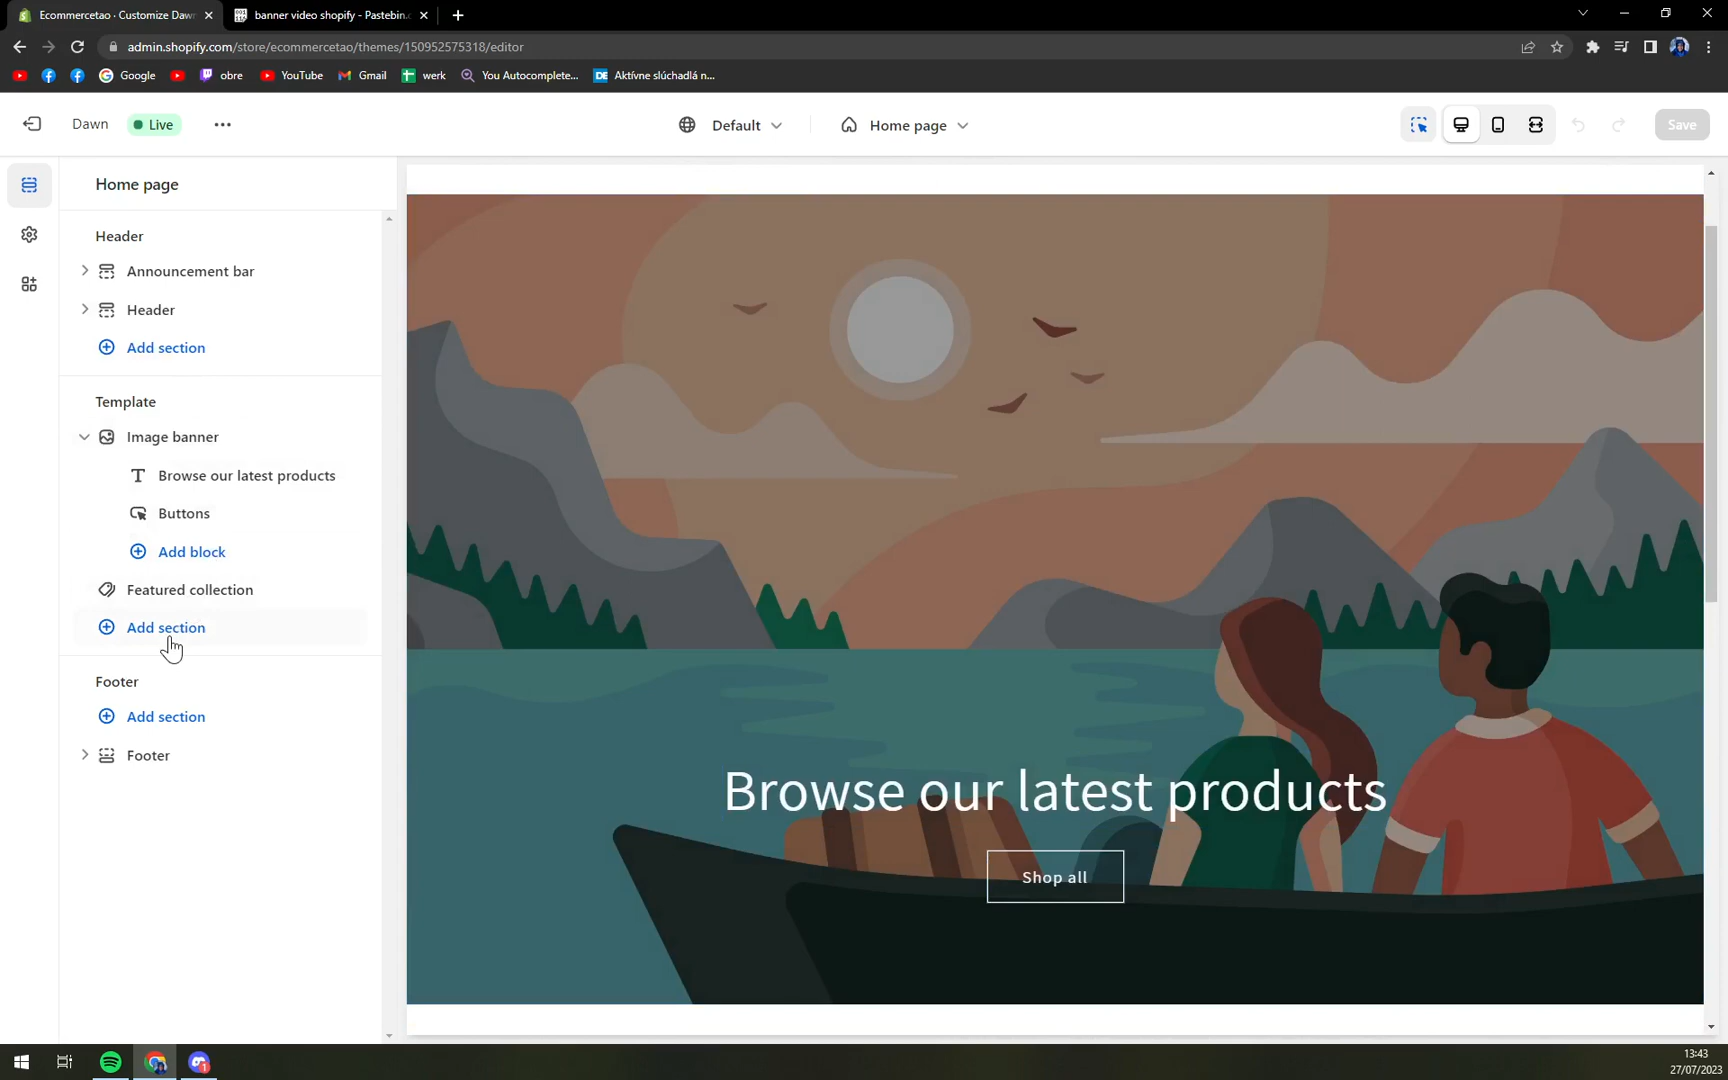 Ecommercetao · Customize Dawn
banner video shopify - Pastebin.c
admin.shopify.com/store/ecommercetao/themes/150952575318/editor
Google
obre
YouTube
Gmail
werk
You Autocomplete...
DE
Aktívne slúchadlá n...
Dawn
Live
Default
Home page
Save
Home page
Header
Announcement bar
Header
Add section
Template
Image banner
Browse our latest products
Buttons
Add block
Featured collection
Add section
Footer
Add section
Footer
Browse our latest products
Shop all
1
13:43
27/07/2023